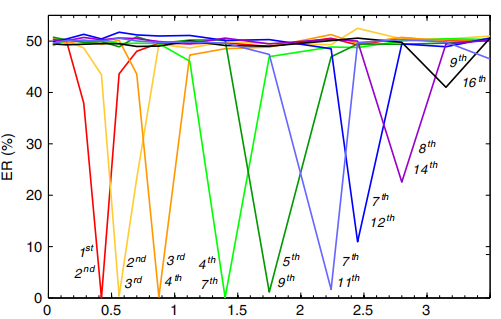 50
40
30
20
10
0
ER (%)
9th
16th
8th
14th
7th
12th
1st
2nd
2nd
3rd
3rd
4th
4th
7th
5th
9th
7th
11th
0
0.5
1
1.5
2
2.5
3